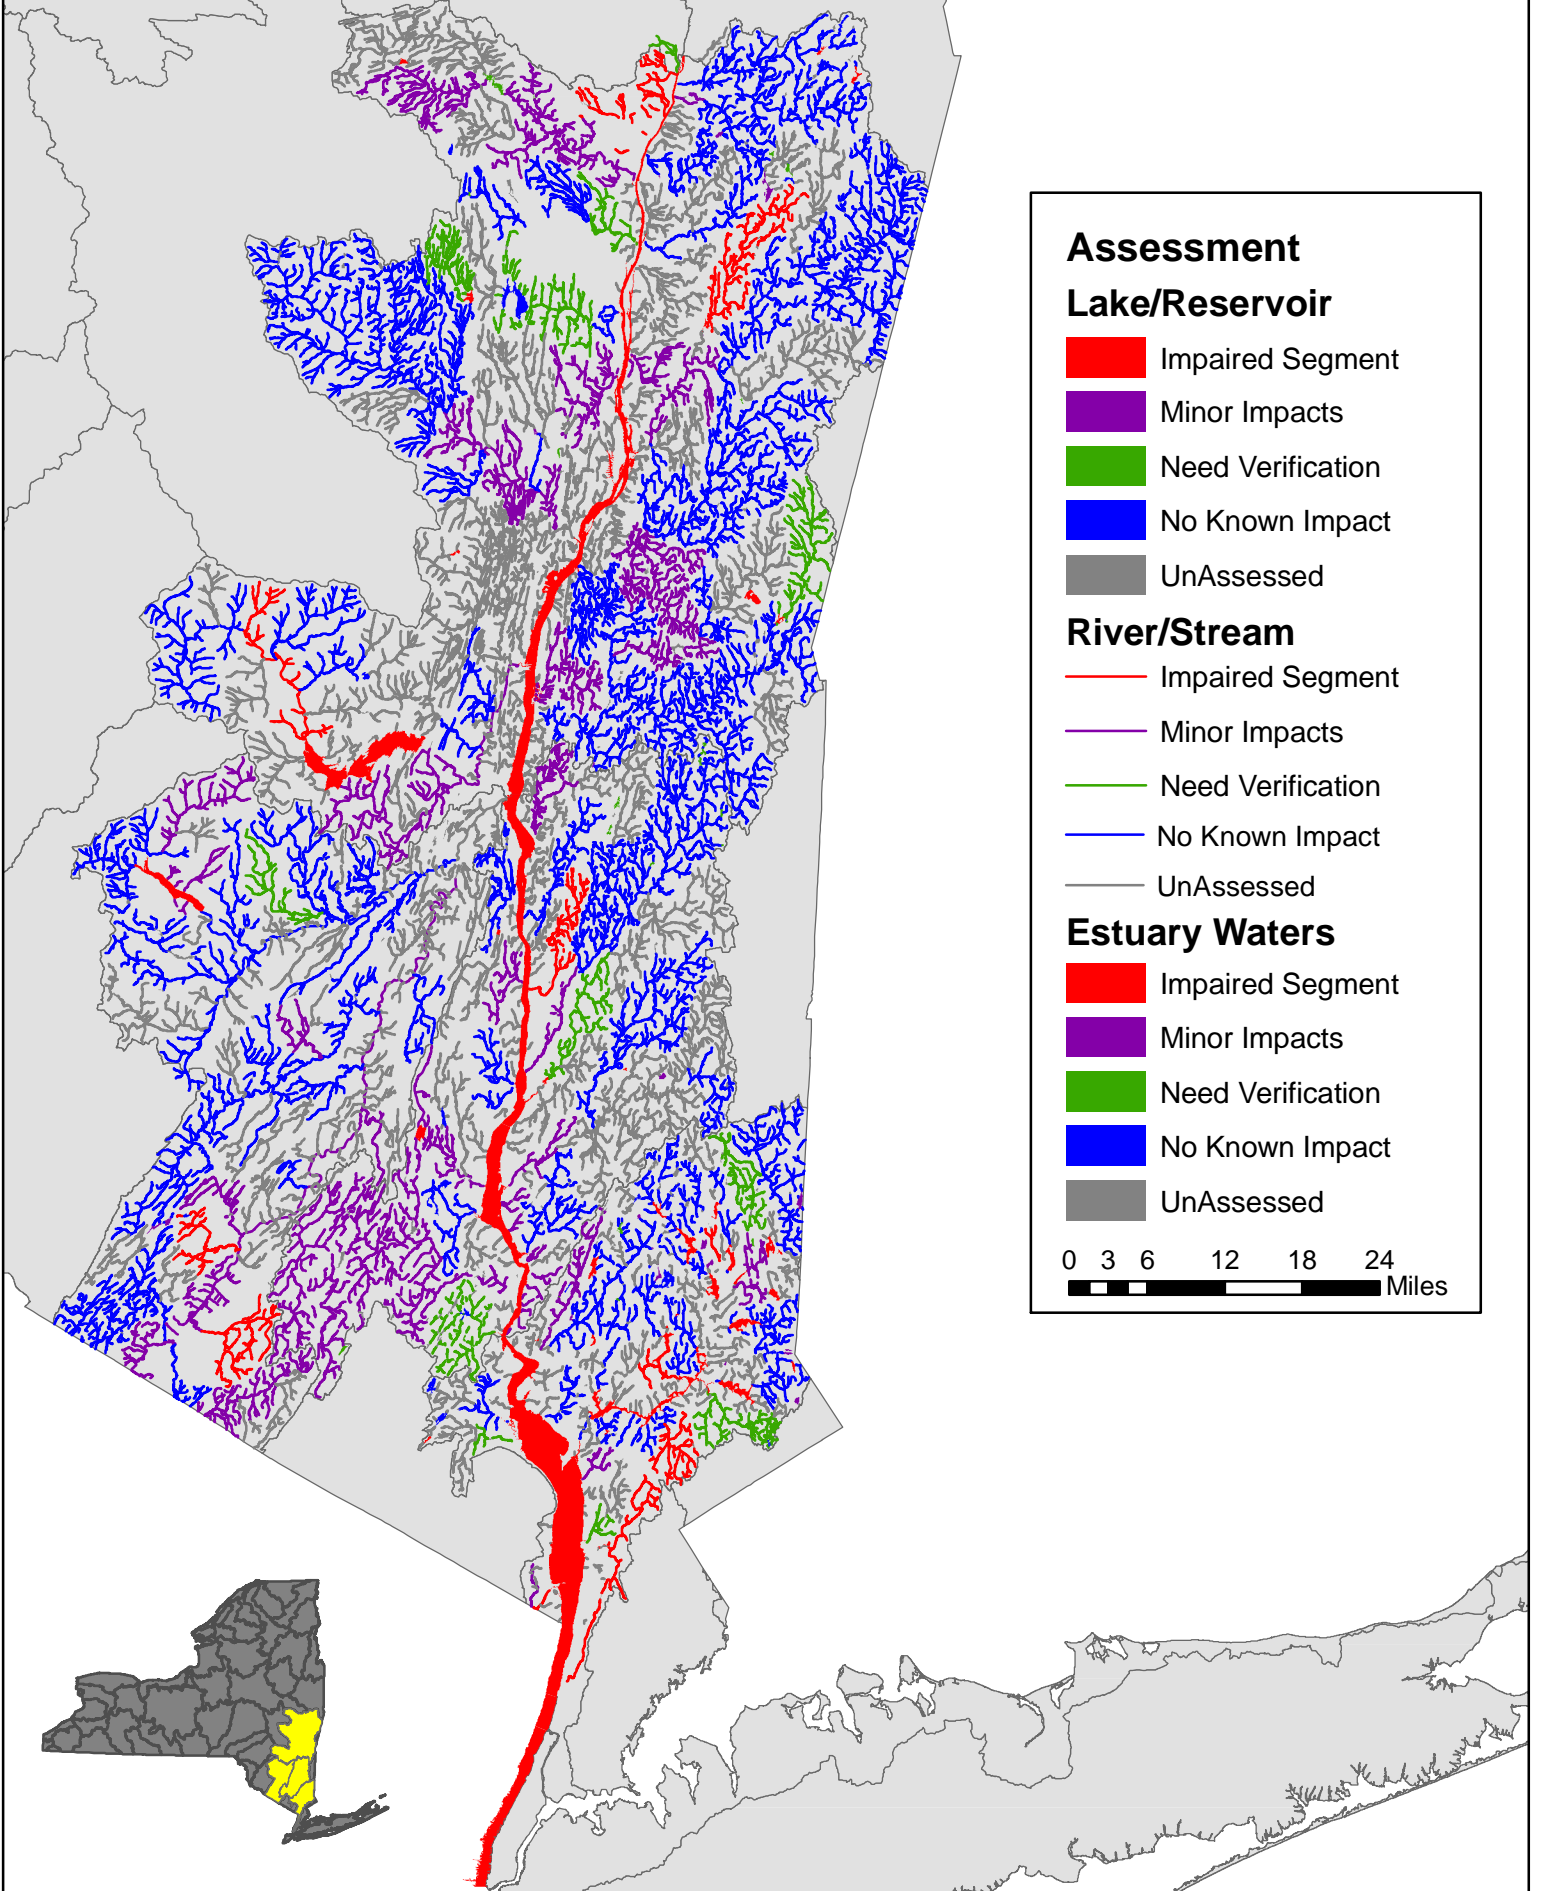 Assessment
Lake/Reservoir
Impaired Segment
Minor Impacts
Need Verification
No Known Impact
UnAssessed
River/Stream
Impaired Segment
Minor Impacts
Need Verification
No Known Impact
UnAssessed
Estuary Waters
Impaired Segment
Minor Impacts
Need Verification
No Known Impact
UnAssessed
0 3 6 12 18 24
Miles